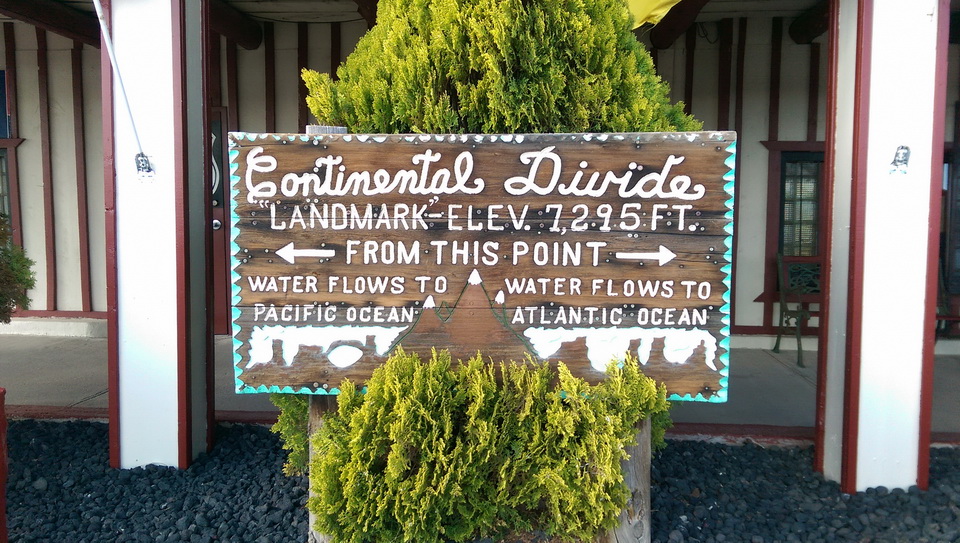 Continental Divide
"LANDMARK"-ELEV. 7,295 FT.
← FROM THIS POINT →
WATER FLOWS TO
PACIFIC OCEAN
WATER FLOWS TO
ATLANTIC OCEAN